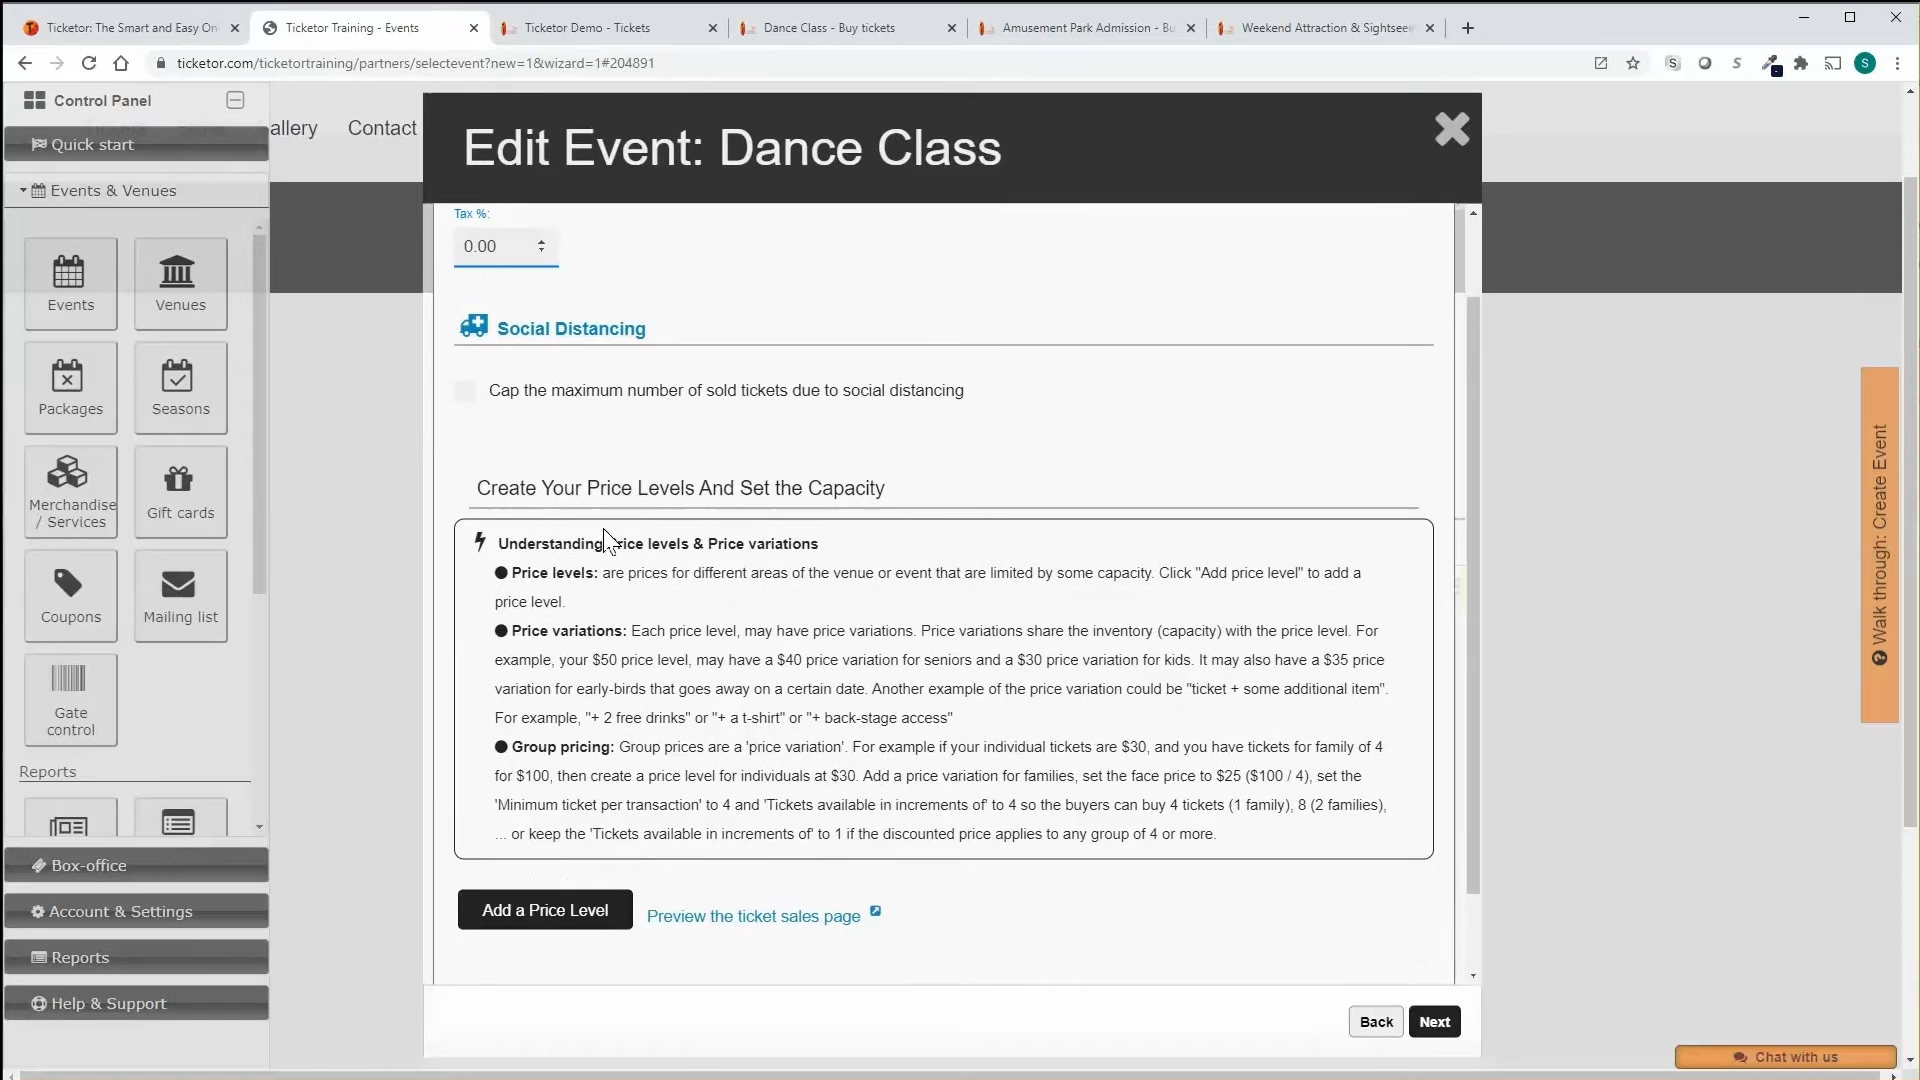 Ticketor: The Smart and Easy On
Ticketor Training - Events
Ticketor Demo - Tickets
Dance Class - Buy tickets
Amusement Park Admission - Bu
Weekend Attraction & Sightseein
ticketor.com/ticketortraining/partners/selectevent?new=1&wizard=1#204891
S
S
S
Control Panel
allery
Contact
Quick start
Events & Venues
Events
Venues
Packages
Seasons
Merchandise / Services
Gift cards
Coupons
Mailing list
Gate control
Reports
Box-office
Account & Settings
Reports
Help & Support
Edit Event: Dance Class
Tax %:
0.00
Social Distancing
Cap the maximum number of sold tickets due to social distancing
Create Your Price Levels And Set the Capacity
Understanding Price levels & Price variations
Price levels: are prices for different areas of the venue or event that are limited by some capacity. Click "Add price level" to add a
price level.
Price variations: Each price level, may have price variations. Price variations share the inventory (capacity) with the price level. For
example, your $50 price level, may have a $40 price variation for seniors and a $30 price variation for kids. It may also have a $35 price
variation for early-birds that goes away on a certain date. Another example of the price variation could be "ticket + some additional item".
For example, "+ 2 free drinks" or "+ a t-shirt" or "+ back-stage access"
Group pricing: Group prices are a 'price variation'. For example if your individual tickets are $30, and you have tickets for family of 4
for $100, then create a price level for individuals at $30. Add a price variation for families, set the face price to $25 ($100 / 4), set the
'Minimum ticket per transaction' to 4 and 'Tickets available in increments of' to 4 so the buyers can buy 4 tickets (1 family), 8 (2 families),
... or keep the 'Tickets available in increments of' to 1 if the discounted price applies to any group of 4 or more.
Add a Price Level
Preview the ticket sales page
Back
Next
Walk through: Create Event
Chat with us